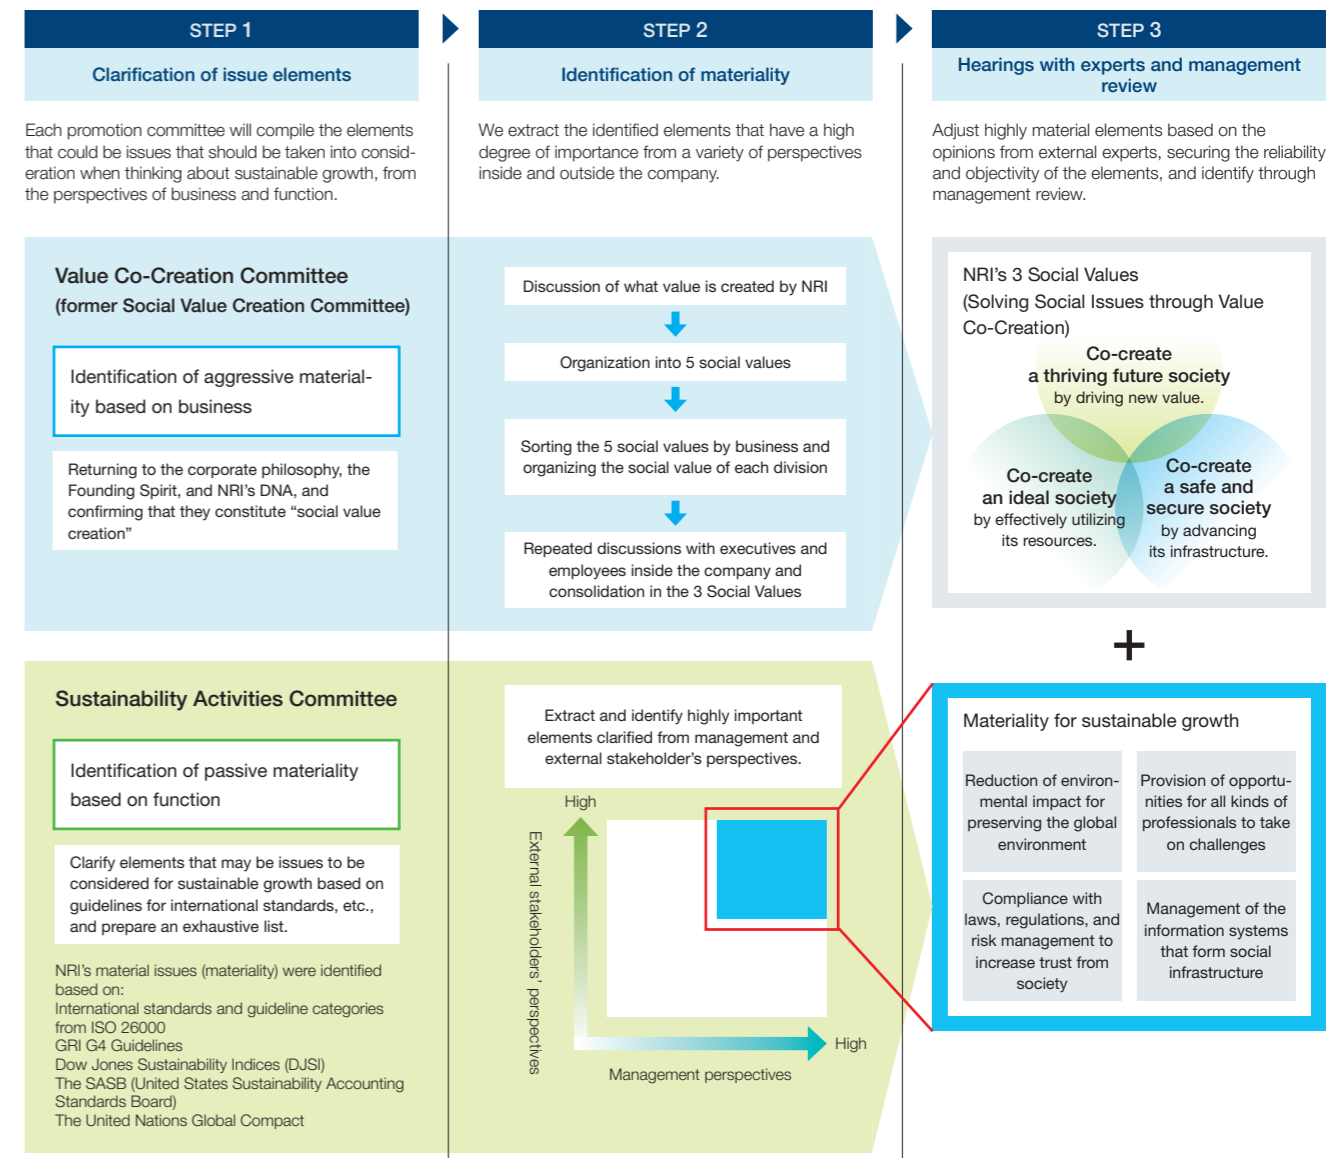 STEP 1
Clarification of issue elements
Each promotion committee will compile the elements
that could be issues that should be taken into consid-
eration when thinking about sustainable growth, from
the perspectives of business and function.
STEP 2
Identification of materiality
We extract the identified elements that have a high
degree of importance from a variety of perspectives
inside and outside the company.
STEP 3
Hearings with experts and management
review
Adjust highly material elements based on the
opinions from external experts, securing the reliability
and objectivity of the elements, and identify through
management review.
Value Co-Creation Committee
(former Social Value Creation Committee)
Identification of aggressive material-
ity based on business
Returning to the corporate philosophy, the
Founding Spirit, and NRI’s DNA, and
confirming that they constitute “social value
creation”
Discussion of what value is created by NRI
Organization into 5 social values
Sorting the 5 social values by business and
organizing the social value of each division
Repeated discussions with executives and
employees inside the company and
consolidation in the 3 Social Values
NRI’s 3 Social Values
(Solving Social Issues through Value
Co-Creation)
Co-create
a thriving future society
by driving new value.
Co-create
an ideal society
by effectively utilizing
its resources.
Co-create
a safe and
secure society
by advancing
its infrastructure.
+
Sustainability Activities Committee
Identification of passive materiality
based on function
Clarify elements that may be issues to be
considered for sustainable growth based on
guidelines for international standards, etc.,
and prepare an exhaustive list.
NRI’s material issues (materiality) were identified
based on:
International standards and guideline categories
from ISO 26000
GRI G4 Guidelines
Dow Jones Sustainability Indices (DJSI)
The SASB (United States Sustainability Accounting
Standards Board)
The United Nations Global Compact
Extract and identify highly important
elements clarified from management and
external stakeholder’s perspectives.
High
External stakeholders’ perspectives
High
Management perspectives
Materiality for sustainable growth
Reduction of environ-
mental impact for
preserving the global
environment
Provision of opportu-
nities for all kinds of
professionals to take
on challenges
Compliance with
laws, regulations, and
risk management to
increase trust from
society
Management of the
information systems
that form social
infrastructure